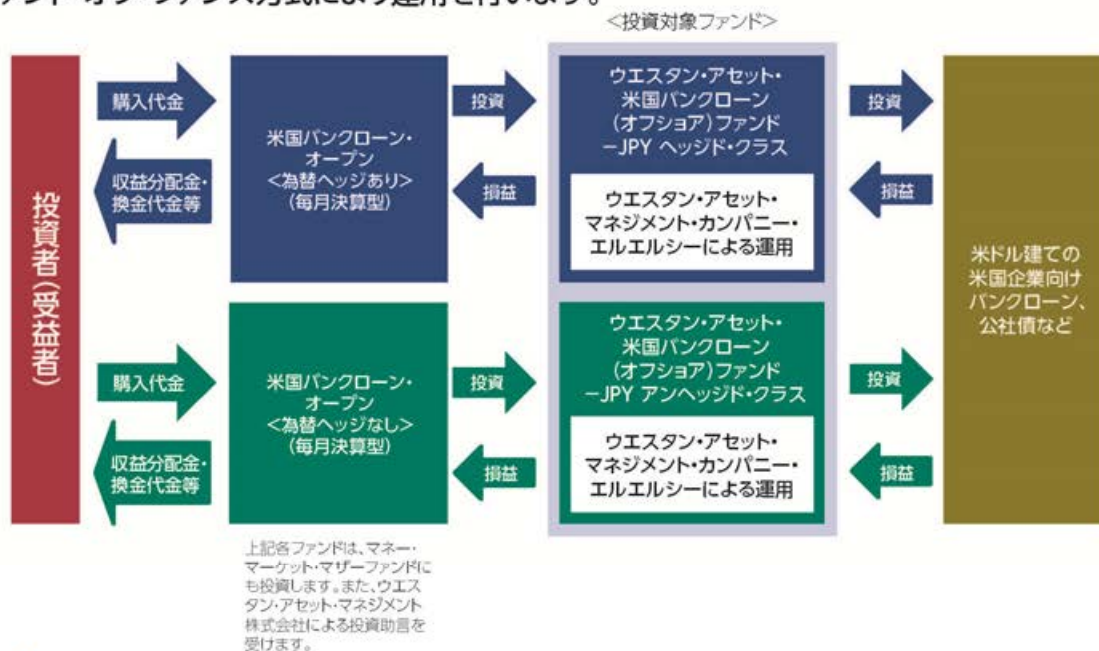 ァンド・オブ・ファンズ方式により運用を行います。
<投資対象ファンド>
投資者(受益者)
購入代金
収益分配金・
換金代金等
米国バンクローン・
オープン
<為替ヘッジあり>
(毎月決算型)
投資
損益
ウエスタン・アセット・
米国バンクローン
(オフショア)ファンド
-JPY ヘッジド・クラス
ウエスタン・アセット・
マネジメント・カンパニー・
エルエルシーによる運用
投資
損益
購入代金
収益分配金・
換金代金等
米国バンクローン・
オープン
<為替ヘッジなし>
(毎月決算型)
投資
損益
ウエスタン・アセット・
米国バンクローン
(オフショア)ファンド
-JPY アンヘッジド・クラス
ウエスタン・アセット・
マネジメント・カンパニー・
エルエルシーによる運用
投資
損益
米ドル建ての
米国企業向け
バンクローン、
公社債など
上記各ファンドは、マネー・
マーケット・マザーファンドに
も投資します。また、ウエス
タン・アセット・マネジメント
株式会社による投資助言を
受けます。